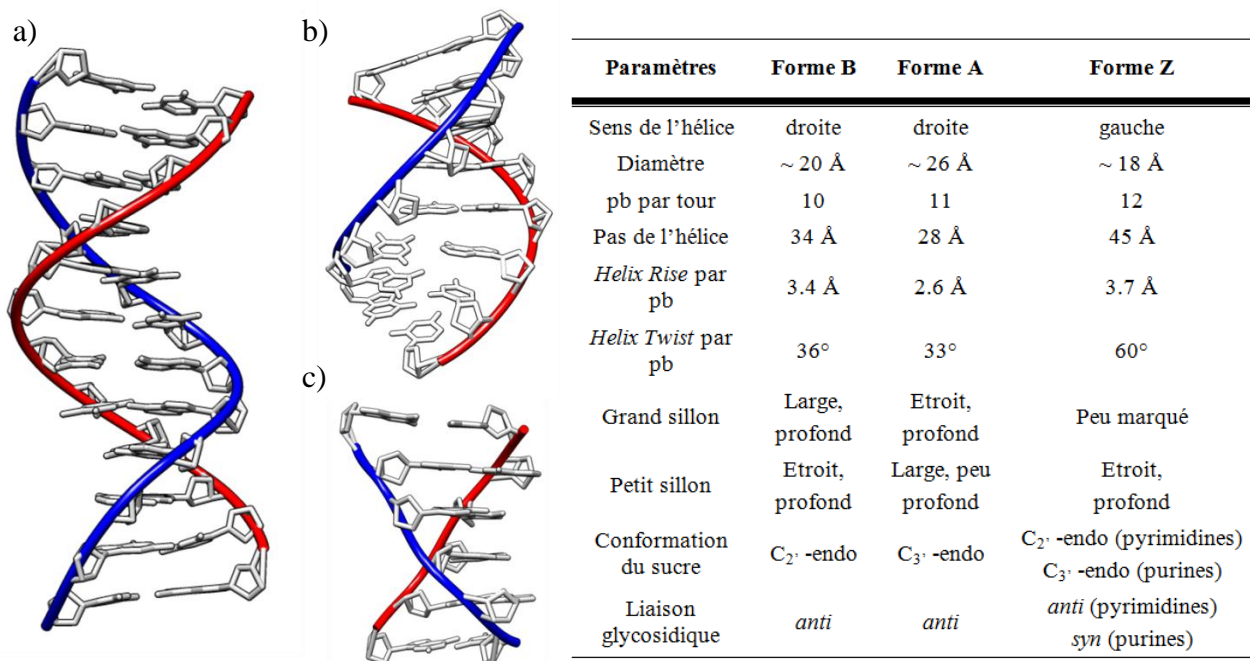 a)
b)
c)
Paramètres Forme B Forme A Forme Z
Sens de l'hélice droite droite gauche
Diamètre ~ 20 Å ~ 26 Å ~ 18 Å
pb par tour 10 11 12
Pas de l'hélice 34 Å 28 Å 45 Å
Helix Rise par
pb 3.4 Å 2.6 Å 3.7 Å
Helix Twist par
pb 36° 33° 60°
Grand sillon Large,
profond Etroit,
profond Peu marqué
Petit sillon Etroit,
profond Large, peu
profond Etroit,
profond
Conformation
du sucre C2' -endo C3' -endo C2' -endo (pyrimidines)
C3' -endo (purines)
Liaison
glycosidique anti anti anti (pyrimidines)
syn (purines)